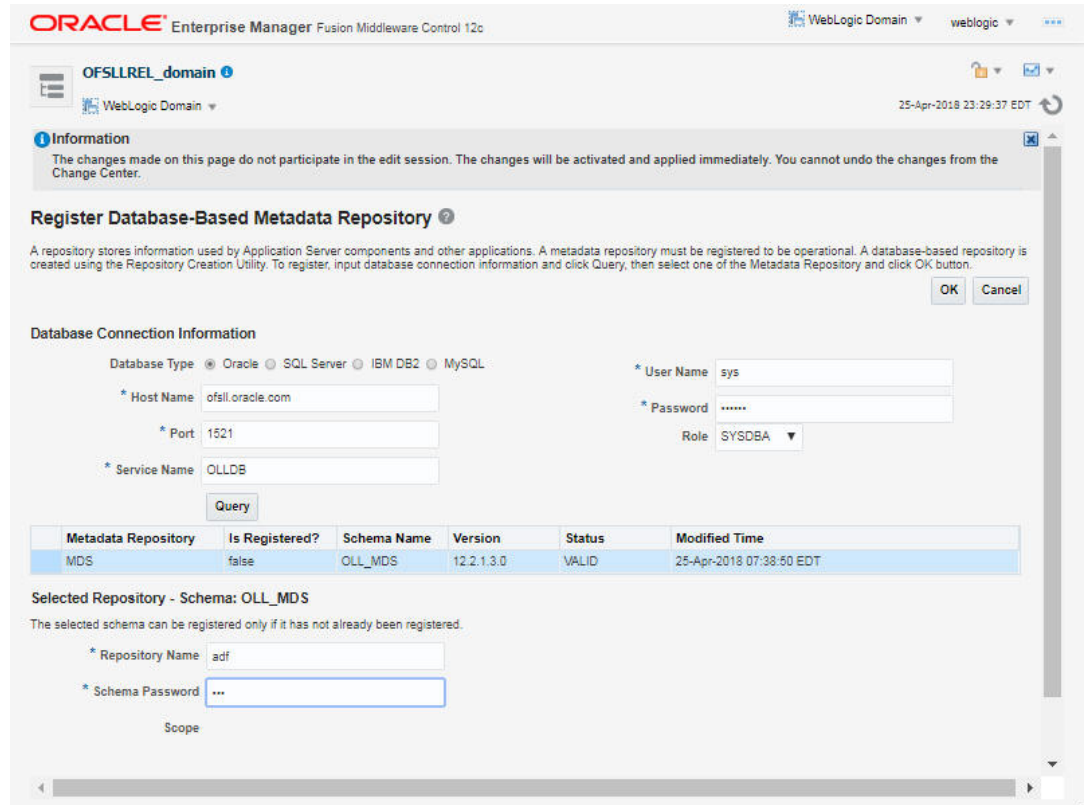 ORACLE Enterprise Manager Fusion Middleware Control 12c
WebLogic Domain
weblogic
OFSLLREL_domain
WebLogic Domain
25-Apr-2018 23:29:37 EDT
Information
The changes made on this page do not participate in the edit session. The changes will be activated and applied immediately. You cannot undo the changes from the
Change Center.
Register Database-Based Metadata Repository
A repository stores information used by Application Server components and other applications. A metadata repository must be registered to be operational. A database-based repository is
created using the Repository Creation Utility. To register, input database connection information and click Query, then select one of the Metadata Repository and click OK button.
OK Cancel
Database Connection Information
Database Type Oracle SQL Server IBM DB2 MySQL
* Host Name ofsll.oracle.com
* Port 1521
* Service Name OLLDB
* User Name sys
* Password ••••••
Role SYSDBA
Query
Metadata Repository Is Registered? Schema Name Version Status Modified Time
MDS false OLL_MDS 12.2.1.3.0 VALID 25-Apr-2018 07:38:50 EDT
Selected Repository - Schema: OLL_MDS
The selected schema can be registered only if it has not already been registered.
* Repository Name adf
* Schema Password •••
Scope